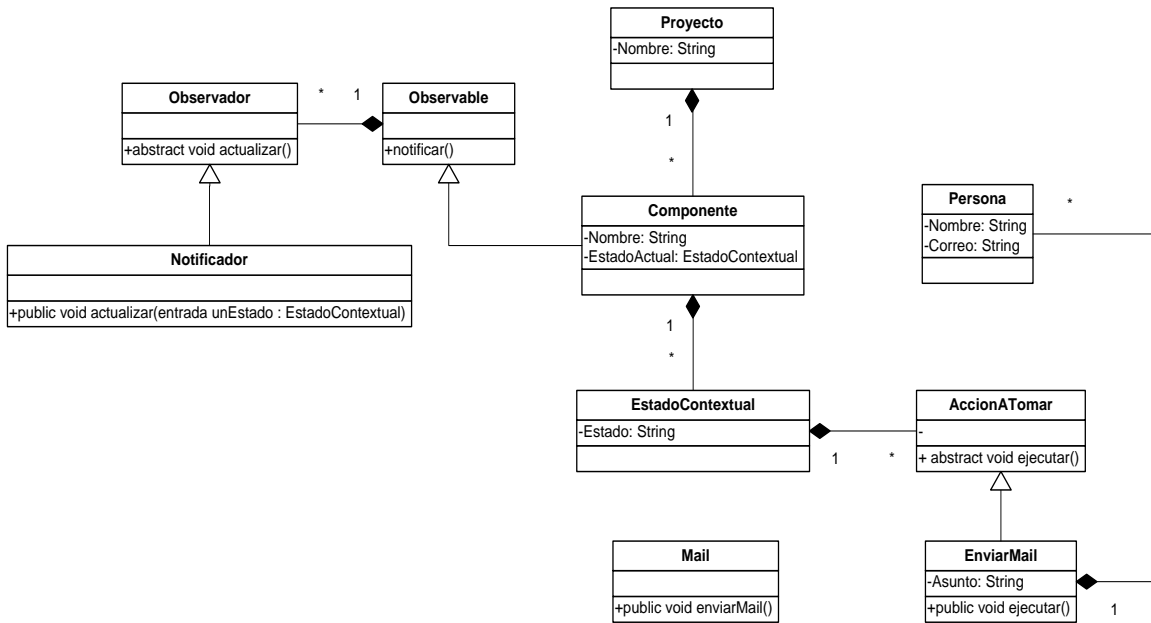 Proyecto
-Nombre: String
Observador
+abstract void actualizar()
* 1
Observable
+notificar()
1
*
Componente
-Nombre: String
-EstadoActual: EstadoContextual
Persona
-Nombre: String
-Correo: String
*
Notificador
+public void actualizar(entrada unEstado : EstadoContextual)
1
*
EstadoContextual
-Estado: String
1 *
AccionATomar
-
+ abstract void ejecutar()
Mail
+public void enviarMail()
EnviarMail
-Asunto: String
+public void ejecutar()
1